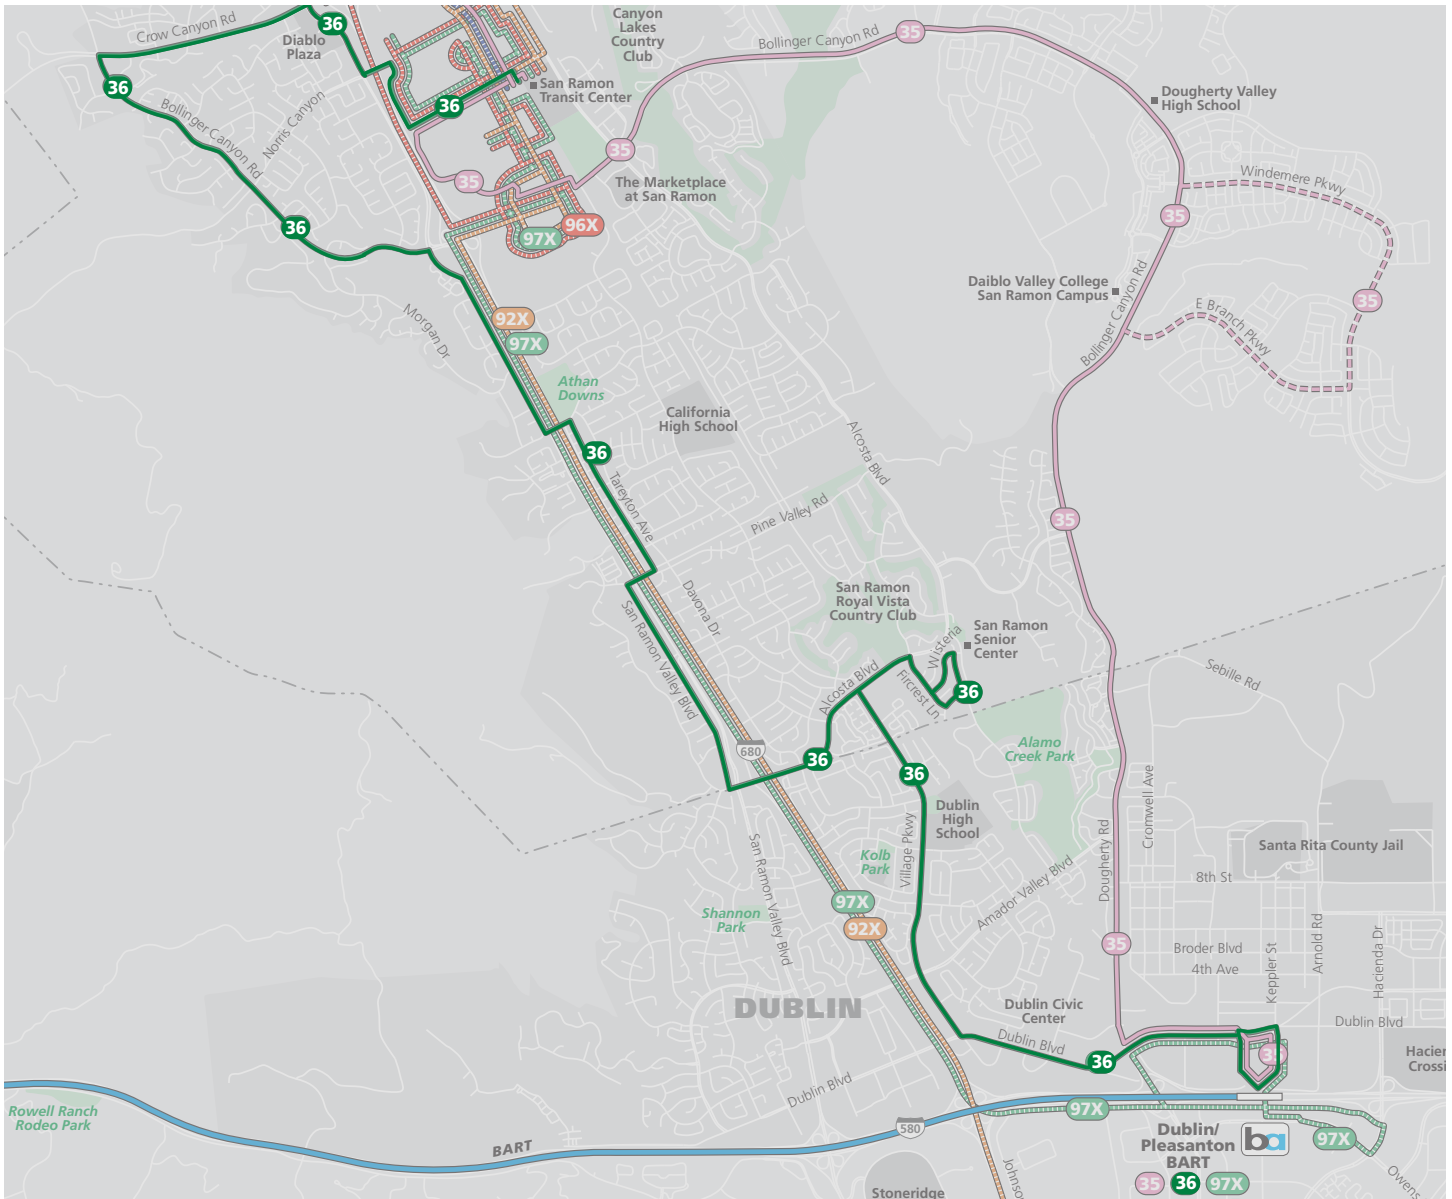 Crow Canyon Rd
36
Diablo
Plaza
Canyon
Lakes
Country
Club
Bollinger Canyon Rd
35
36
36
San Ramon
Transit Center
Dougherty Valley
High School
Bollinger Canyon Rd
Norris Canyon
35
35
The Marketplace
at San Ramon
Windemere Pkwy
35
36
96X
97X
Daiblo Valley College
San Ramon Campus
Bollinger Canyon Rd
35
E Branch Pkwy
Morgan Dr
92X
97X
Athan
Downs
California
High School
36
Alcosta Blvd
Tareyton Ave
Pine Valley Rd
35
Davona Dr
San Ramon
Royal Vista
Country Club
San Ramon Valley Blvd
Wisteria
San Ramon
Senior
Center
Alcosta Blvd
Fircrest Ln
36
Sebille Rd
680
36
36
Alamo
Creek Park
Cromwell Ave
Dublin
High
School
Village Pkwy
Kolb
Park
San Ramon Valley Blvd
Dougherty Rd
Santa Rita County Jail
8th St
Amador Valley Blvd
97X
92X
Shannon
Park
35
Broder Blvd
4th Ave
Keppler St
Arnold Rd
Hacienda Dr
DUBLIN
Dublin Civic
Center
Dublin Blvd
Dublin Blvd
36
35
Hacien
Crossi
Dublin Blvd
Rowell Ranch
Rodeo Park
BART
580
97X
Dublin/
Pleasanton
BART
ba
97X
35
36
97X
Johnso
Owens
Stoneridge